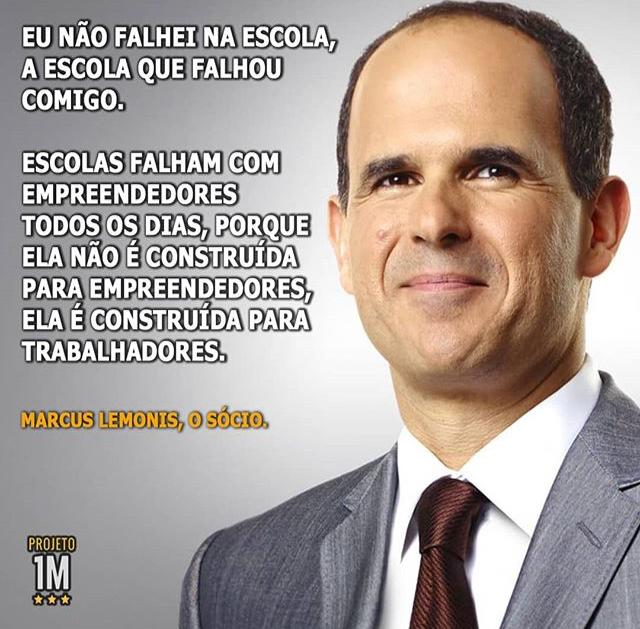 EU NÃO FALHEI NA ESCOLA,
A ESCOLA QUE FALHOU
COMIGO.
ESCOLAS FALHAM COM
EMPREENDEDORES
TODOS OS DIAS, PORQUE
ELA NÃO É CONSTRUÍDA
PARA EMPREENDEDORES,
ELA É CONSTRUÍDA PARA
TRABALHADORES.
MARCUS LEMONIS, O SÓCIO.
PROJETO
1M